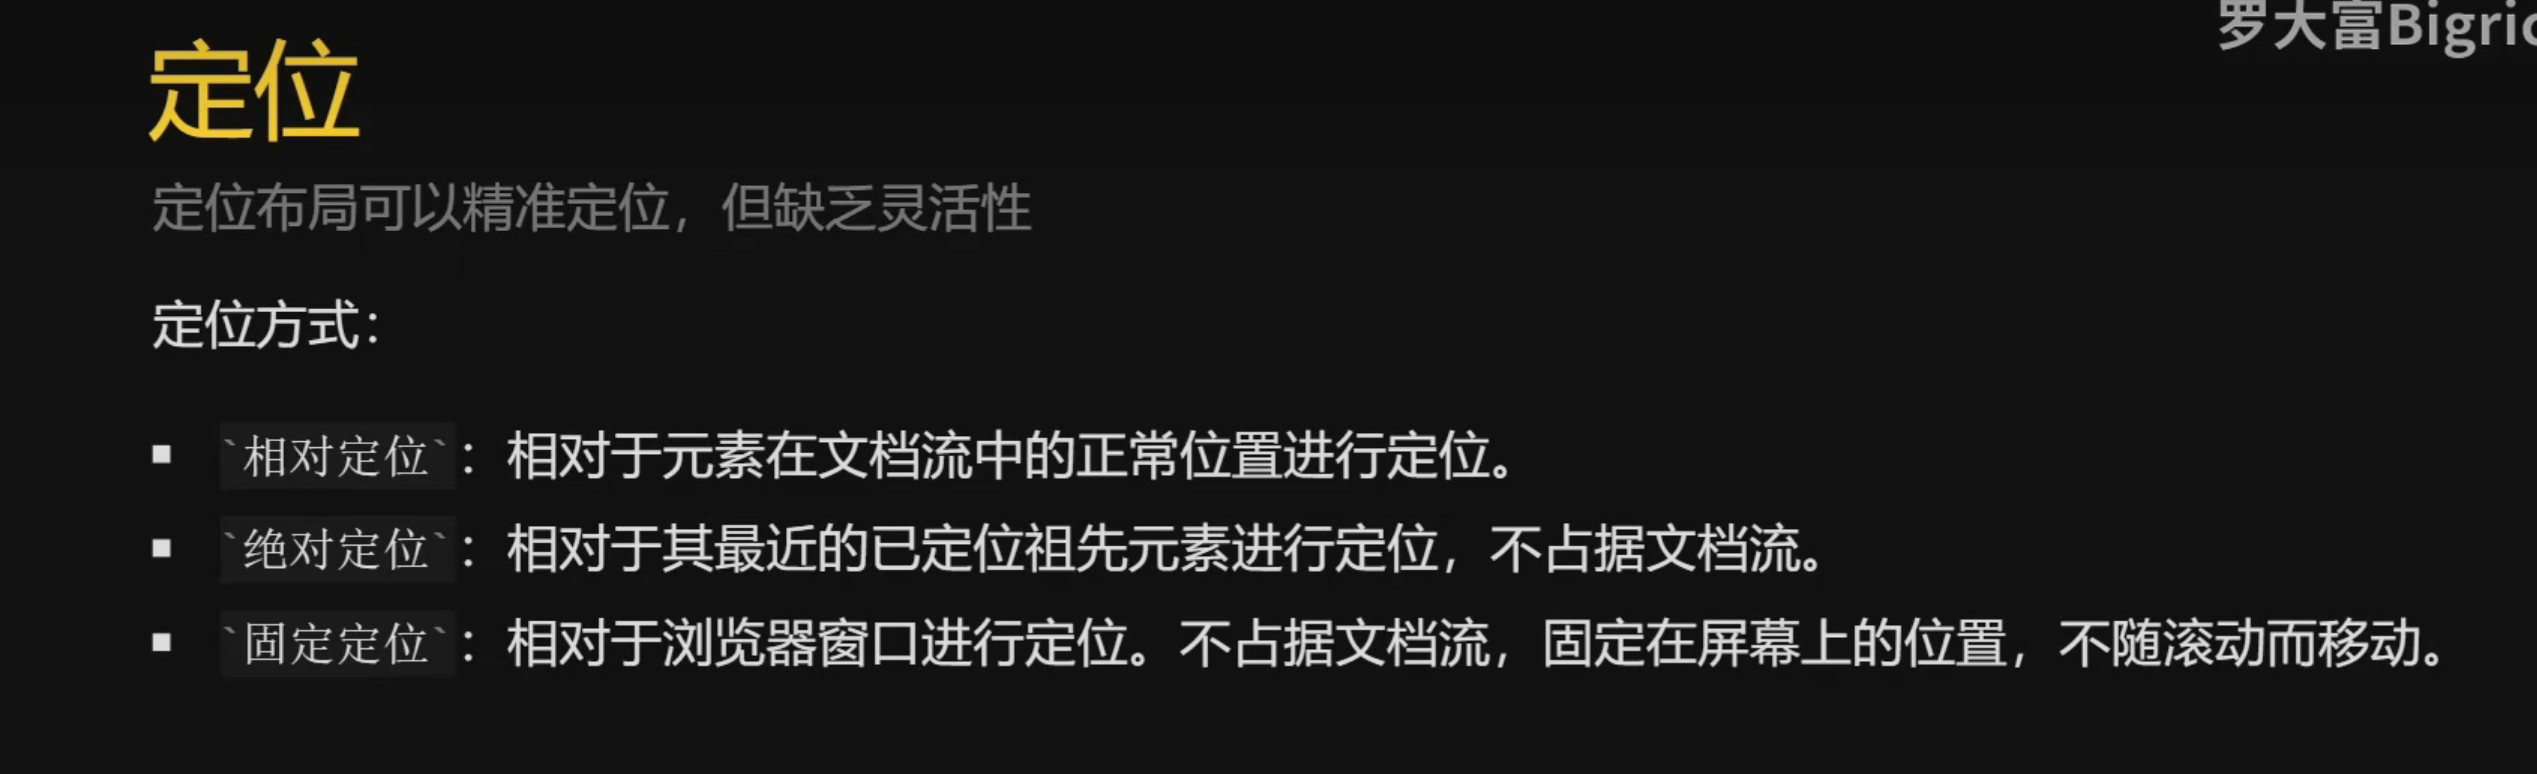 罗大富Bigric
定位
定位布局可以精准定位，但缺乏灵活性
定位方式：
▪ `相对定位`：相对于元素在文档流中的正常位置进行定位。
▪ `绝对定位`：相对于其最近的已定位祖先元素进行定位，不占据文档流。
▪ `固定定位`：相对于浏览器窗口进行定位。不占据文档流，固定在屏幕上的位置，不随滚动而移动。